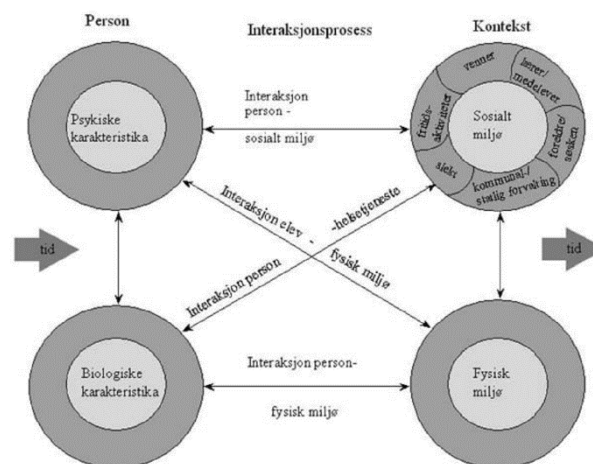 Person
Interaksjonsprosess
Kontekst
Psykiske
karakteristika
Interaksjon
person -
sosialt miljø
venner
lærer/
medelever
foreldre/
søsken
kommunal-/
statlig forvaltning
slekt
fritids-
aktiviteter
Sosialt
miljø
tid
Interaksjon elev -
fysisk miljø
Interaksjon person
-helsetjeneste
tid
Biologiske
karakteristika
Interaksjon person-
fysisk miljø
Fysisk
miljø